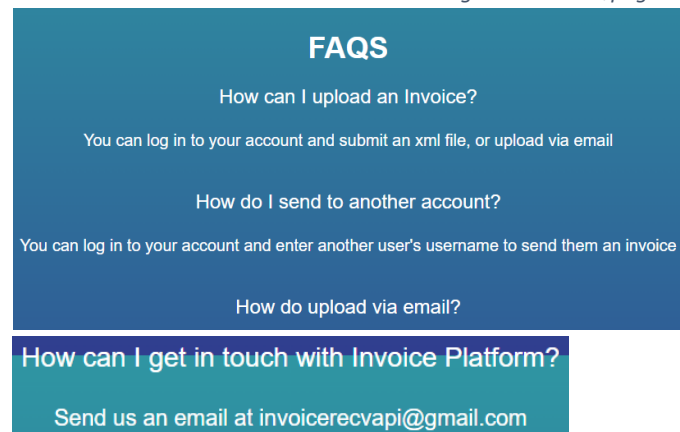 FAQS
How can I upload an Invoice?
You can log in to your account and submit an xml file, or upload via email
How do I send to another account?
You can log in to your account and enter another user's username to send them an invoice
How do upload via email?
How can I get in touch with Invoice Platform?
Send us an email at invoicerecvapi@gmail.com